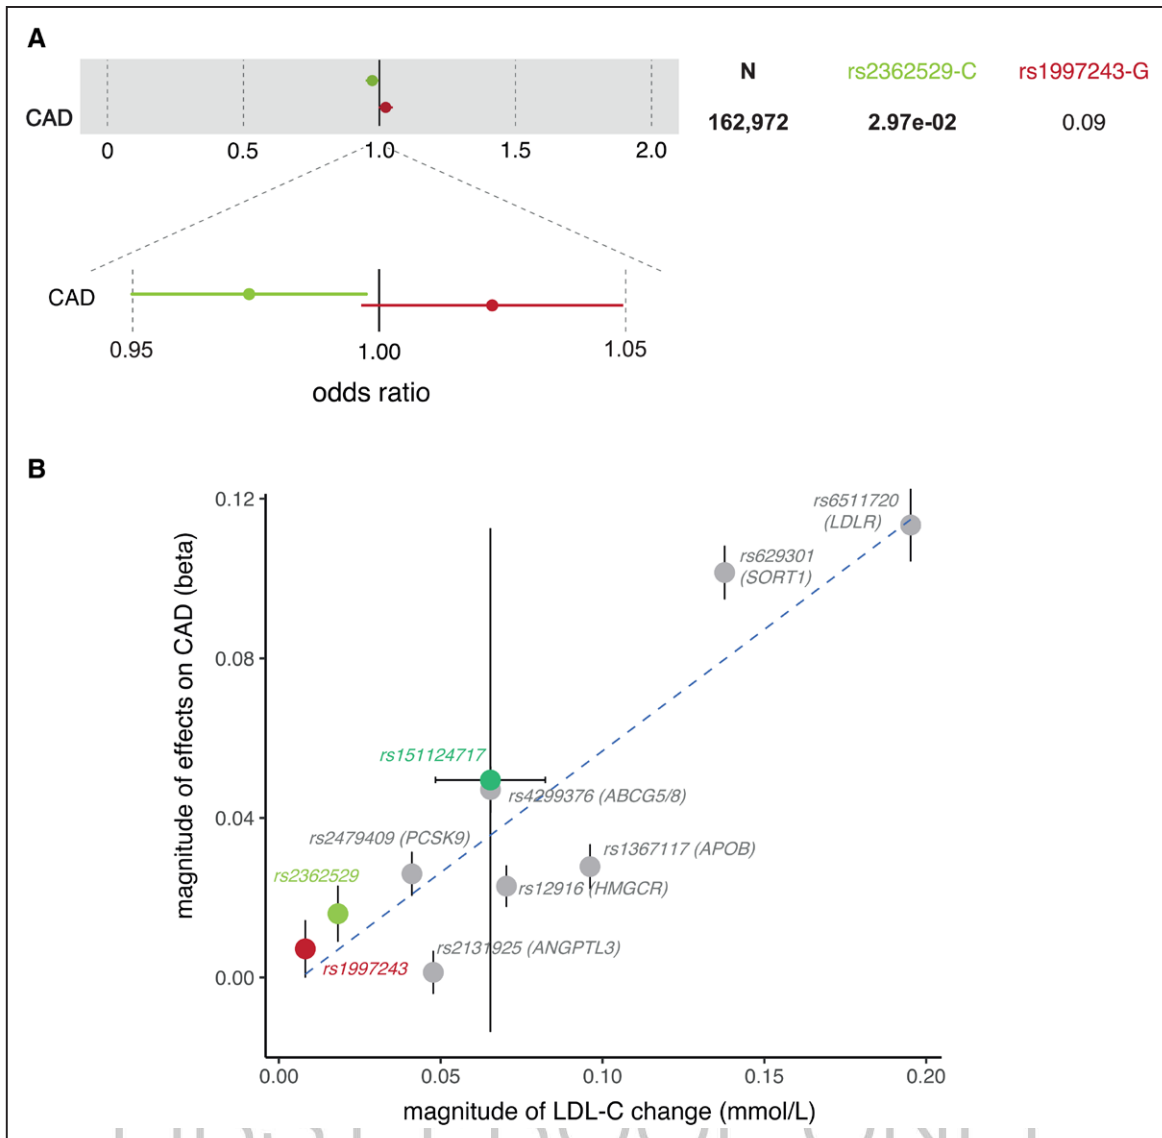 A
N rs2362529-C rs1997243-G
CAD
162,972 2.97e-02 0.09
0 0.5 1.0 1.5 2.0
CAD
0.95 1.00 1.05
odds ratio
B
0.12
0.08
0.04
0.00
magnitude of effects on CAD (beta)
rs6511720
(LDLR)
rs629301
(SORT1)
rs151124717
rs4299376 (ABCG5/8)
rs2479409 (PCSK9)
rs1367117 (APOB)
rs2362529
rs12916 (HMGCR)
rs2131925 (ANGPTL3)
rs1997243
0.00 0.05 0.10 0.15 0.20
magnitude of LDL-C change (mmol/L)